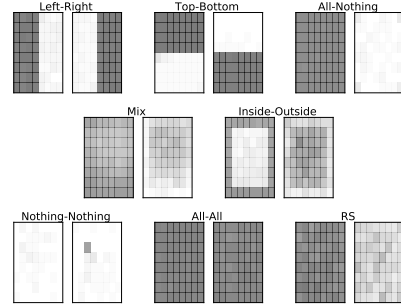 Left-Right
Top-Bottom
All-Nothing
Mix
Inside-Outside
Nothing-Nothing
All-All
RS